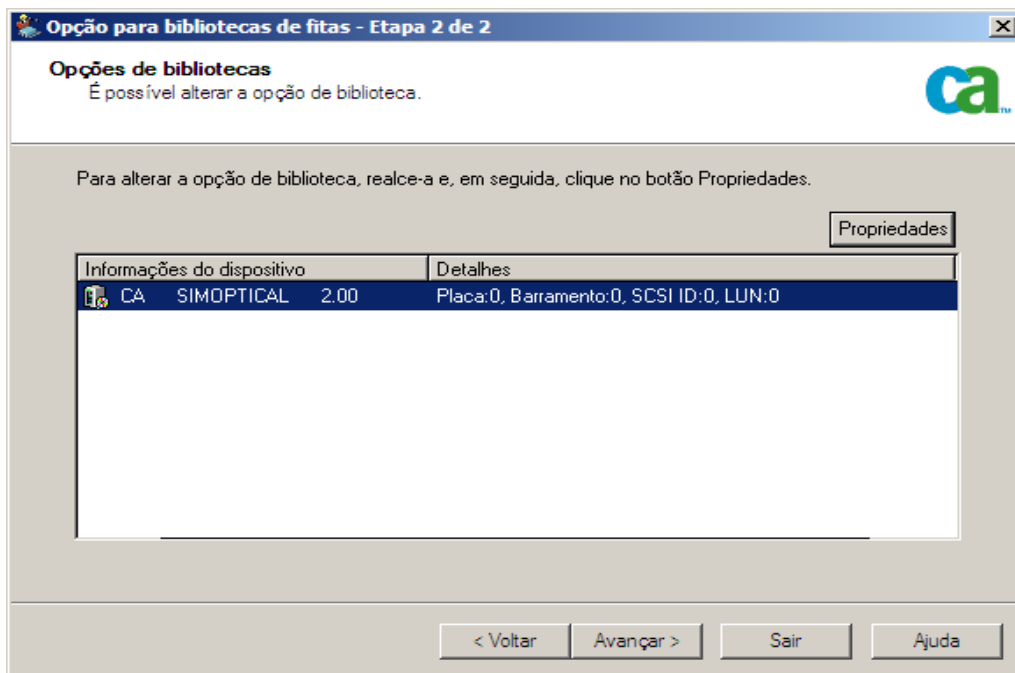 Opção para bibliotecas de fitas - Etapa 2 de 2
Opções de bibliotecas
É possível alterar a opção de biblioteca.
ca
TM
Para alterar a opção de biblioteca, realce-a e, em seguida, clique no botão Propriedades.
Propriedades
Informações do dispositivo Detalhes
CA SIMOPTICAL 2.00 Placa:0, Barramento:0, SCSI ID:0, LUN:0
< Voltar Avançar > Sair Ajuda